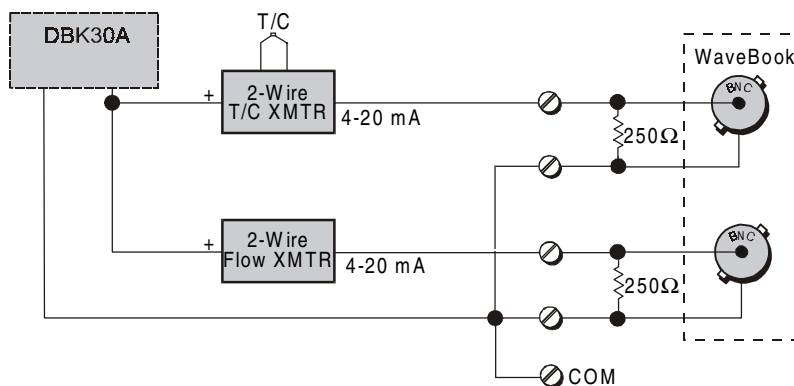 T/C
DBK30A
WaveBook
BNC
+
2-Wire
T/C XMTR
4-20 mA
250Ω
BNC
+
2-Wire
Flow XMTR
4-20 mA
250Ω
COM